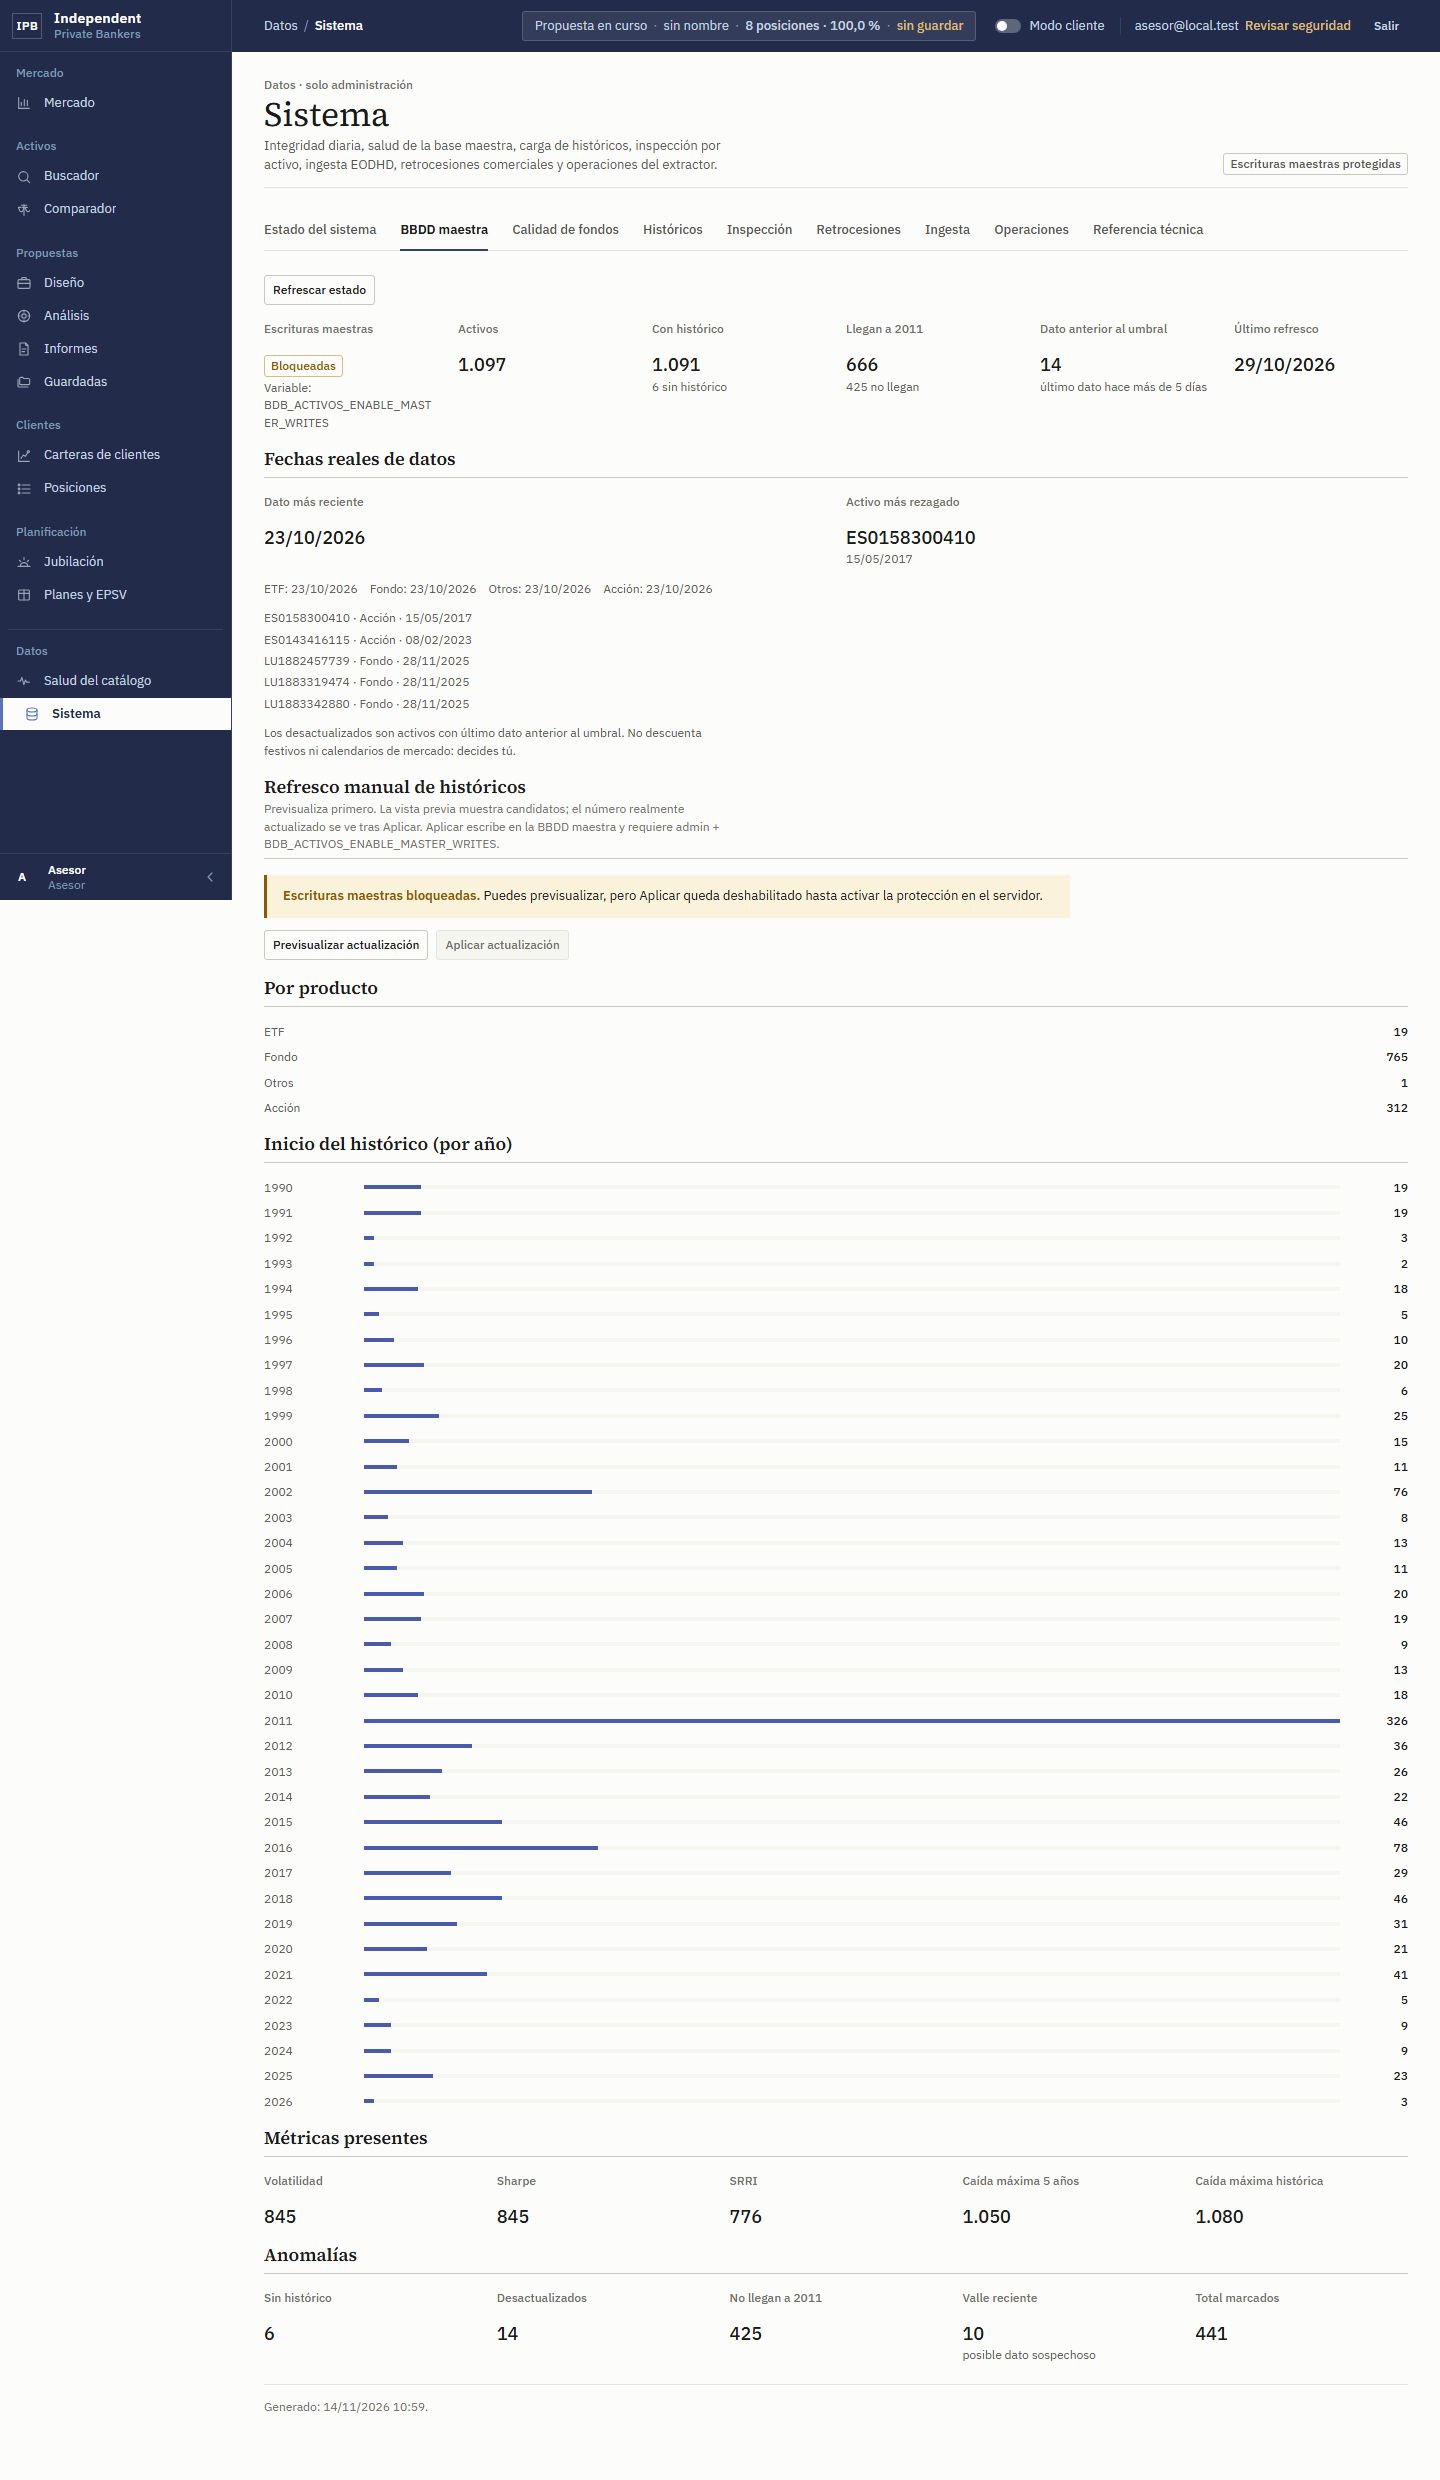 IPB
Independent
Private Bankers
Datos / Sistema
Propuesta en curso · sin nombre · 8 posiciones · 100,0 % · sin guardar
Modo cliente
asesor@local.test
Revisar seguridad
Salir
Mercado
Mercado
Activos
Buscador
Comparador
Propuestas
Diseño
Análisis
Informes
Guardadas
Clientes
Carteras de clientes
Posiciones
Planificación
Jubilación
Planes y EPSV
Datos
Salud del catálogo
Sistema
A
Asesor
Asesor
Datos · solo administración
Sistema
Integridad diaria, salud de la base maestra, carga de históricos, inspección por
activo, ingesta EODHD, retrocesiones comerciales y operaciones del extractor.
Escrituras maestras protegidas
Estado del sistema BBDD maestra Calidad de fondos Históricos Inspección Retrocesiones Ingesta Operaciones Referencia técnica
Refrescar estado
Escrituras maestras Activos Con histórico Llegan a 2011 Dato anterior al umbral Último refresco
Bloqueadas 1.097 1.091 666 14 29/10/2026
Variable: 6 sin histórico 425 no llegan último dato hace más de 5 días
BDB_ACTIVOS_ENABLE_MAST
ER_WRITES
Fechas reales de datos
Dato más reciente Activo más rezagado
23/10/2026 ES0158300410
15/05/2017
ETF: 23/10/2026 Fondo: 23/10/2026 Otros: 23/10/2026 Acción: 23/10/2026
ES0158300410 · Acción · 15/05/2017
ES0143416115 · Acción · 08/02/2023
LU1882457739 · Fondo · 28/11/2025
LU1883319474 · Fondo · 28/11/2025
LU1883342880 · Fondo · 28/11/2025
Los desactualizados son activos con último dato anterior al umbral. No descuenta
festivos ni calendarios de mercado: decides tú.
Refresco manual de históricos
Previsualiza primero. La vista previa muestra candidatos; el número realmente
actualizado se ve tras Aplicar. Aplicar escribe en la BBDD maestra y requiere admin +
BDB_ACTIVOS_ENABLE_MASTER_WRITES.
Escrituras maestras bloqueadas. Puedes previsualizar, pero Aplicar queda deshabilitado hasta activar la protección en el servidor.
Previsualizar actualización Aplicar actualización
Por producto
ETF 19
Fondo 765
Otros 1
Acción 312
Inicio del histórico (por año)
1990 19
1991 19
1992 3
1993 2
1994 18
1995 5
1996 10
1997 20
1998 6
1999 25
2000 15
2001 11
2002 76
2003 8
2004 13
2005 11
2006 20
2007 19
2008 9
2009 13
2010 18
2011 326
2012 36
2013 26
2014 22
2015 46
2016 78
2017 29
2018 46
2019 31
2020 21
2021 41
2022 5
2023 9
2024 9
2025 23
2026 3
Métricas presentes
Volatilidad Sharpe SRRI Caída máxima 5 años Caída máxima histórica
845 845 776 1.050 1.080
Anomalías
Sin histórico Desactualizados No llegan a 2011 Valle reciente Total marcados
6 14 425 10 441
posible dato sospechoso
Generado: 14/11/2026 10:59.